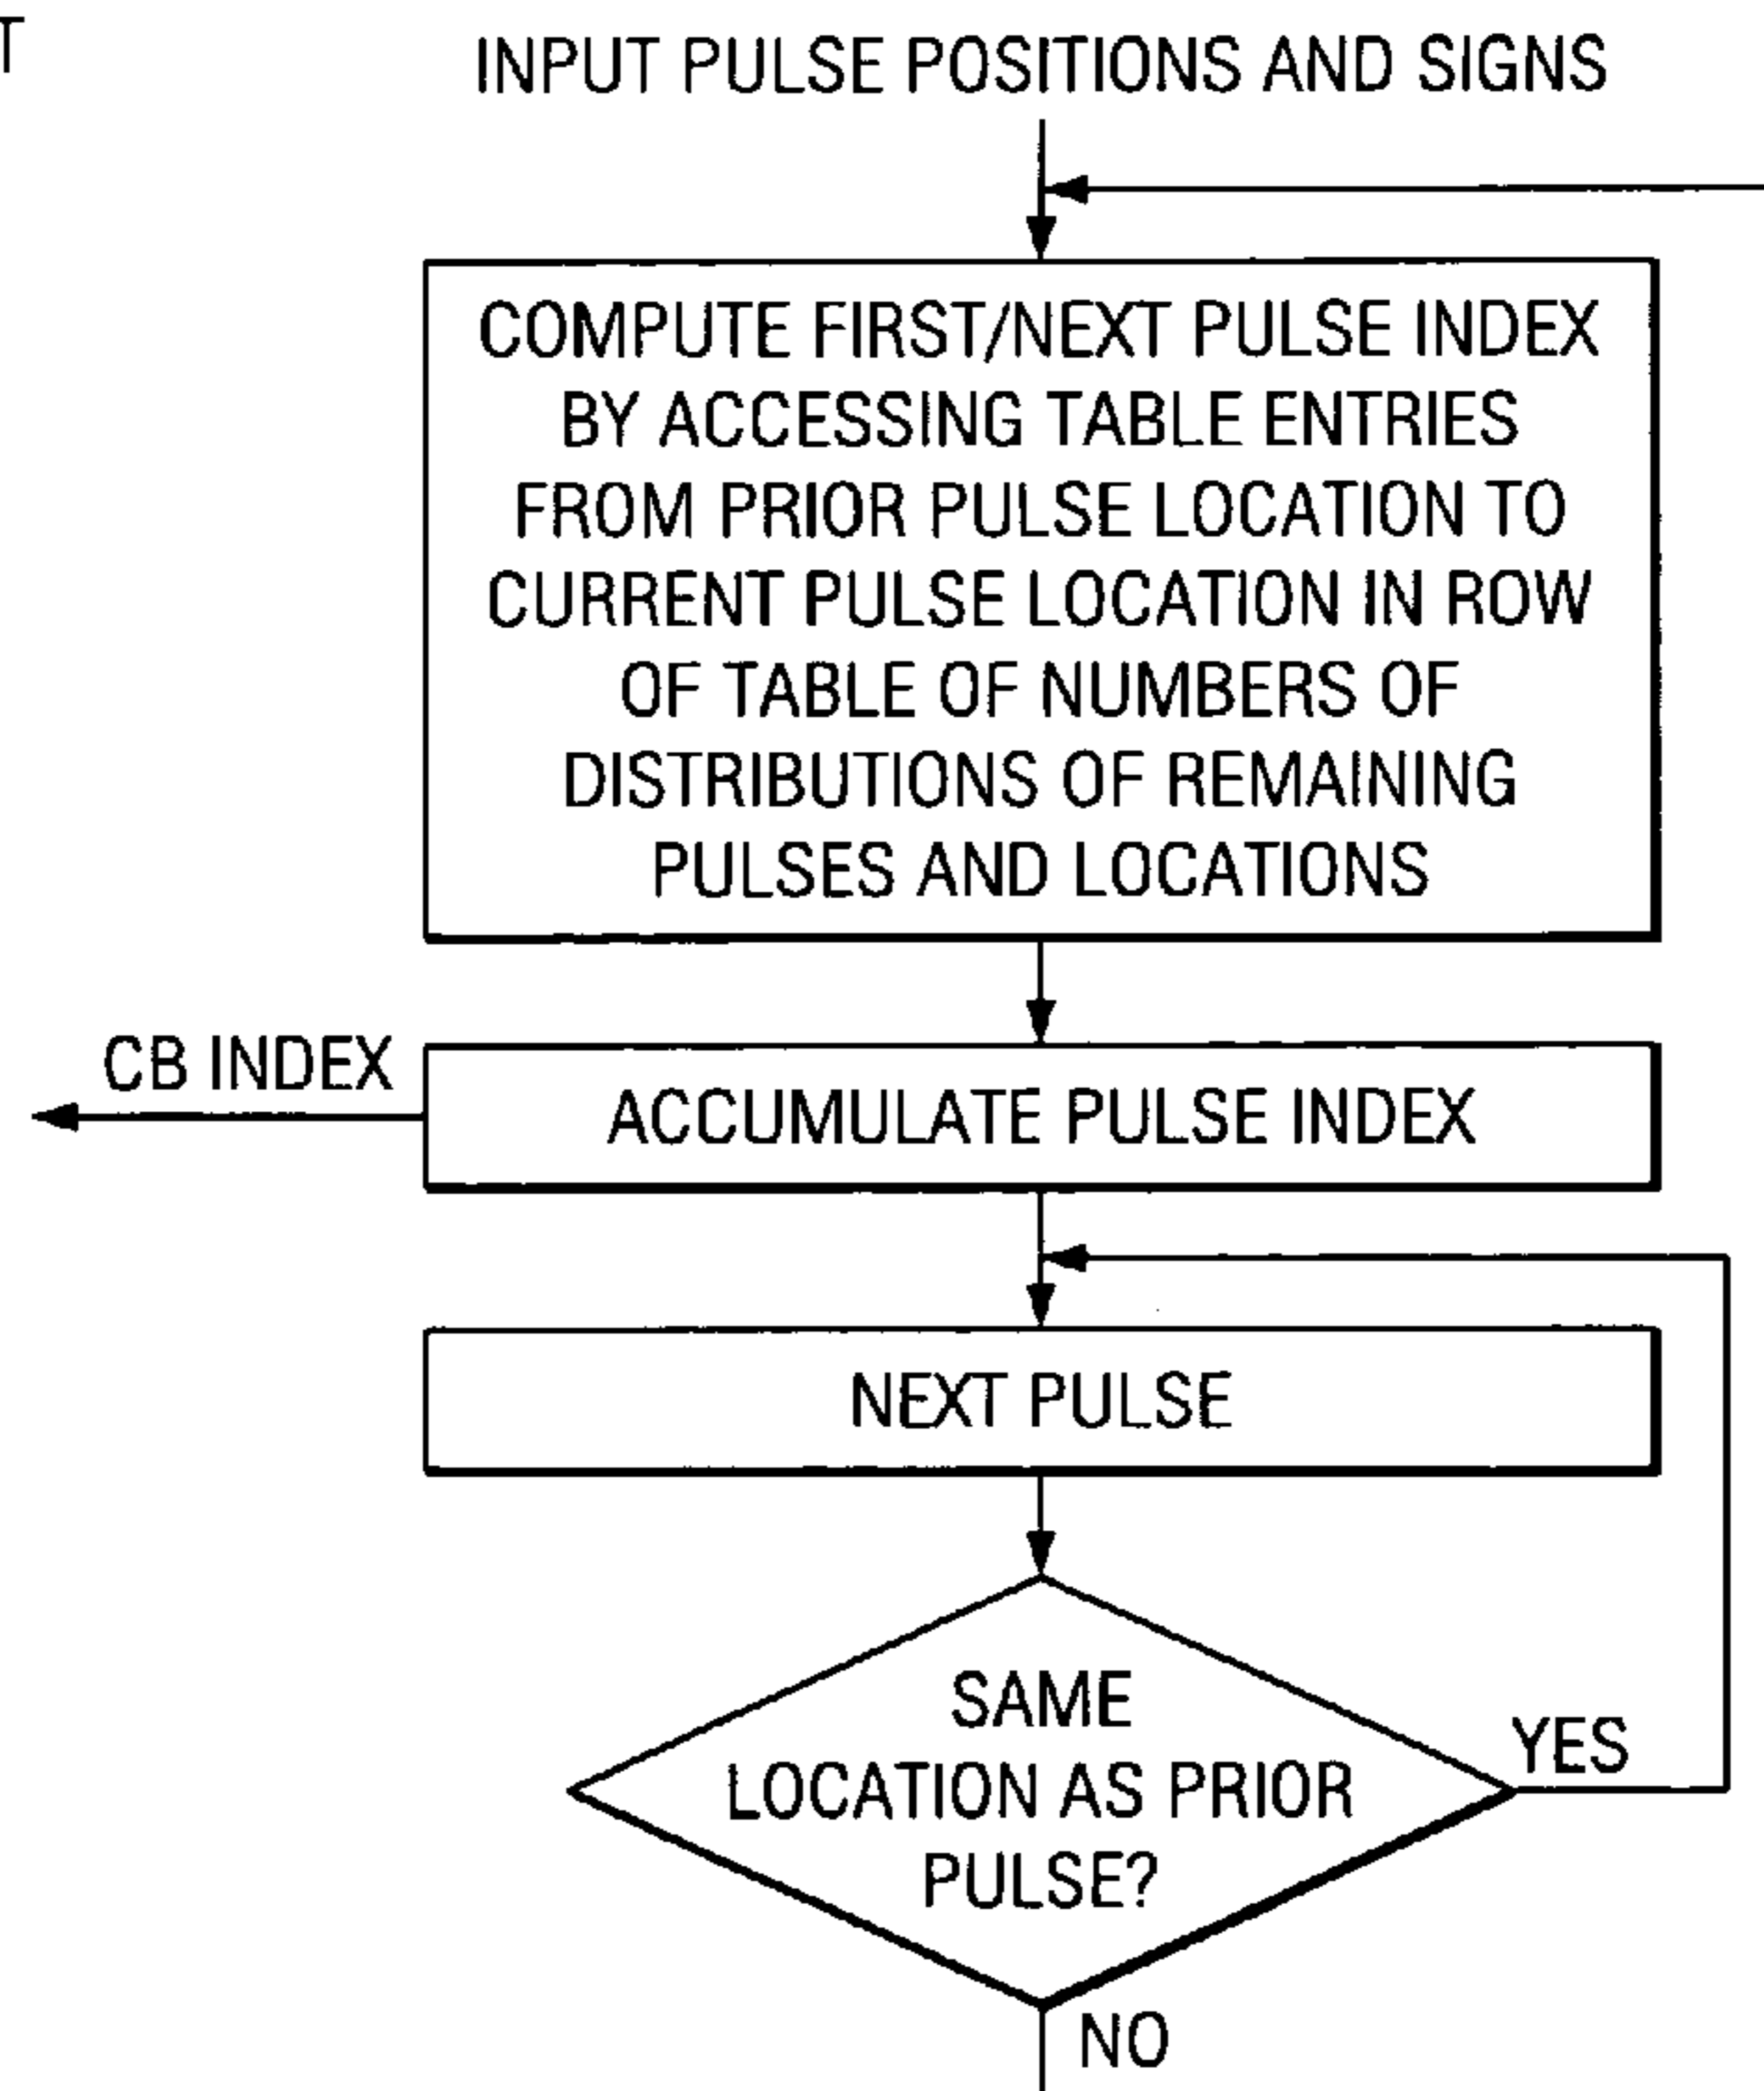 T
INPUT PULSE POSITIONS AND SIGNS
COMPUTE FIRST/NEXT PULSE INDEX
BY ACCESSING TABLE ENTRIES
FROM PRIOR PULSE LOCATION TO
CURRENT PULSE LOCATION IN ROW
OF TABLE OF NUMBERS OF
DISTRIBUTIONS OF REMAINING
PULSES AND LOCATIONS
CB INDEX
ACCUMULATE PULSE INDEX
NEXT PULSE
SAME
LOCATION AS PRIOR
PULSE?
YES
NO